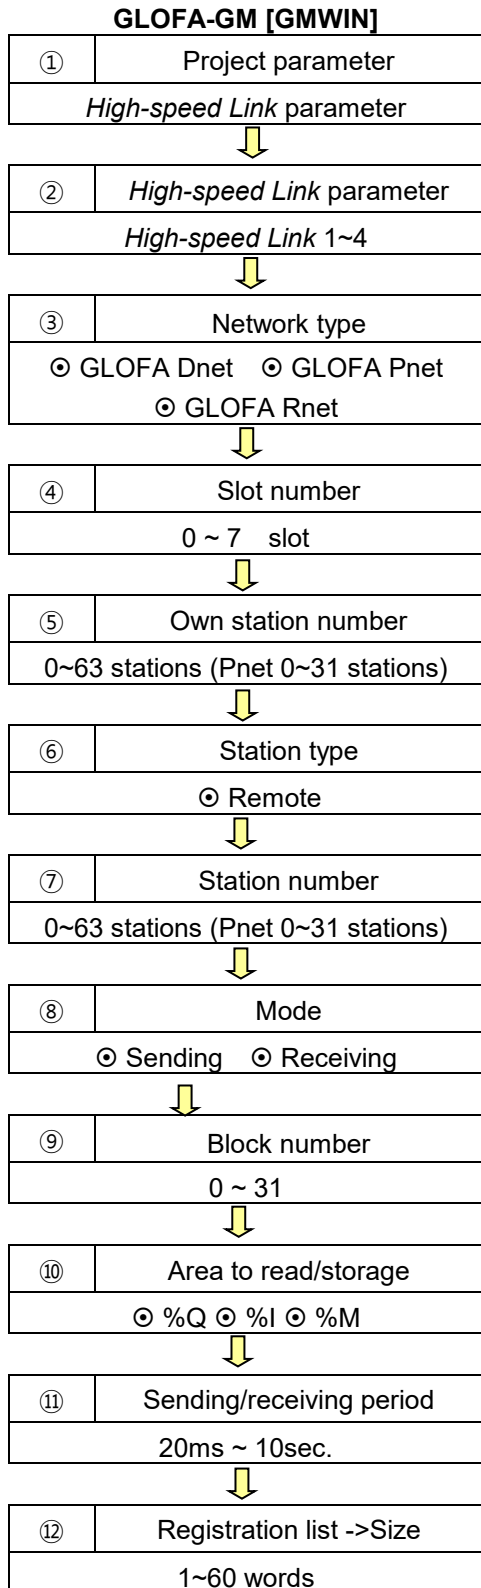 GLOFA-GM [GMWIN]
① Project parameter
High-speed Link parameter
② High-speed Link parameter
High-speed Link 1~4
③ Network type
⊙ GLOFA Dnet ⊙ GLOFA Pnet
⊙ GLOFA Rnet
④ Slot number
0 ~ 7 slot
⑤ Own station number
0~63 stations (Pnet 0~31 stations)
⑥ Station type
⊙ Remote
⑦ Station number
0~63 stations (Pnet 0~31 stations)
⑧ Mode
⊙ Sending ⊙ Receiving
⑨ Block number
0 ~ 31
⑩ Area to read/storage
⊙ %Q ⊙ %I ⊙ %M
⑪ Sending/receiving period
20ms ~ 10sec.
⑫ Registration list ->Size
1~60 words